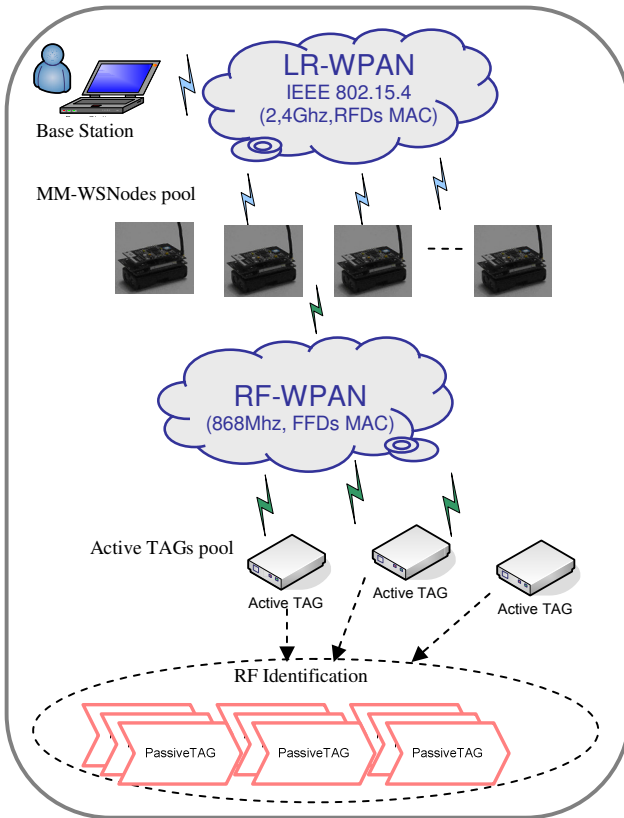 LR-WPAN
IEEE 802.15.4
(2,4Ghz,RFDs MAC)
Base Station
MM-WSNodes pool
RF-WPAN
(868Mhz, FFDs MAC)
Active TAGs pool
Active TAG
Active TAG
Active TAG
RF Identification
PassiveTAG
PassiveTAG
PassiveTAG